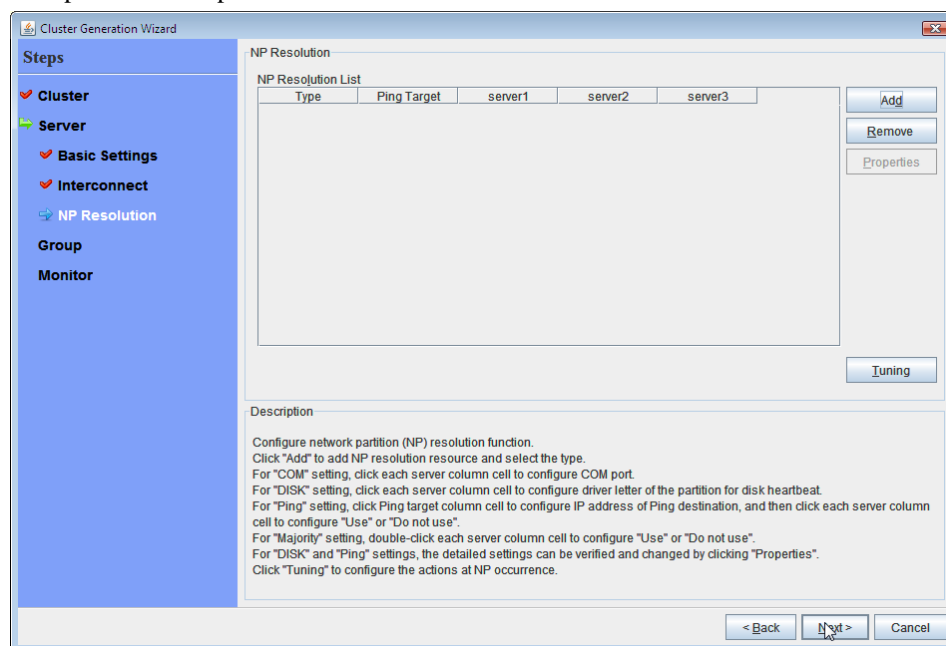 Cluster Generation Wizard
Steps
Cluster
Server
Basic Settings
Interconnect
NP Resolution
Group
Monitor
NP Resolution
NP Resolution List
Type Ping Target server1 server2 server3
Add
Remove
Properties
Tuning
Description
Configure network partition (NP) resolution function.
Click "Add" to add NP resolution resource and select the type.
For "COM" setting, click each server column cell to configure COM port.
For "DISK" setting, click each server column cell to configure driver letter of the partition for disk heartbeat.
For "Ping" setting, click Ping target column cell to configure IP address of Ping destination, and then click each server column
cell to configure "Use" or "Do not use".
For "Majority" setting, double-click each server column cell to configure "Use" or "Do not use".
For "DISK" and "Ping" settings, the detailed settings can be verified and changed by clicking "Properties".
Click "Tuning" to configure the actions at NP occurrence.
< Back Next > Cancel